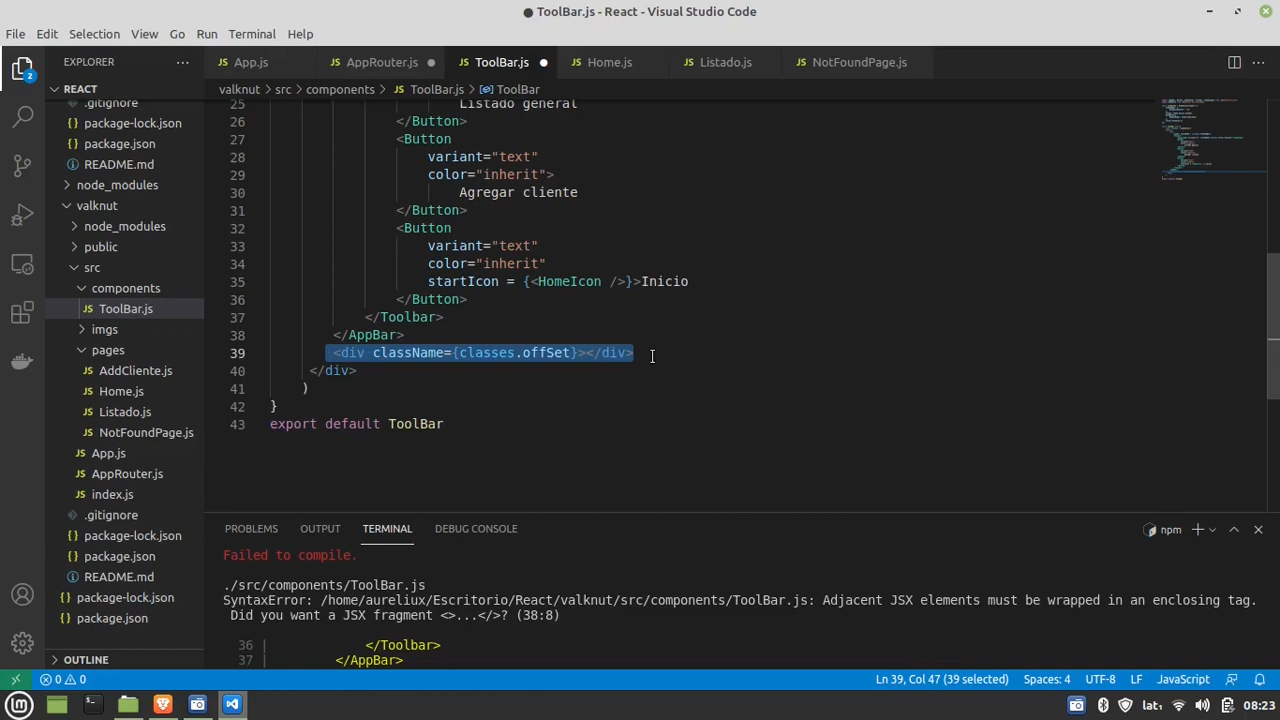 ToolBar.js - React - Visual Studio Code
File Edit Selection View Go Run Terminal Help
EXPLORER
App.js AppRouter.js ToolBar.js Home.js Listado.js NotFoundPage.js
REACT
valknut > src > components > ToolBar.js > ToolBar
.gitignore
package-lock.json
package.json
README.md
node_modules
valknut
node_modules
public
src
components
ToolBar.js
imgs
pages
AddCliente.js
Home.js
Listado.js
NotFoundPage.js
App.js
AppRouter.js
index.js
.gitignore
package-lock.json
package.json
README.md
package-lock.json
package.json
OUTLINE
2
25 Listado general
26 </Button>
27 <Button
28 variant="text"
29 color="inherit">
30 Agregar cliente
31 </Button>
32 <Button
33 variant="text"
34 color="inherit"
35 startIcon = {<HomeIcon />}>Inicio
36 </Button>
37 </Toolbar>
38 </AppBar>
39 <div className={classes.offSet}></div>
40 </div>
41 )
42 }
43 export default ToolBar
PROBLEMS OUTPUT TERMINAL DEBUG CONSOLE
npm
Failed to compile.
./src/components/ToolBar.js
SyntaxError: /home/aureliux/Escritorio/React/valknut/src/components/ToolBar.js: Adjacent JSX elements must be wrapped in an enclosing tag.
Did you want a JSX fragment <>...</>? (38:8)
36 | </Toolbar>
37 | </AppBar>
0 0 Ln 39, Col 47 (39 selected) Spaces: 4 UTF-8 LF JavaScript
lat₁ 08:23